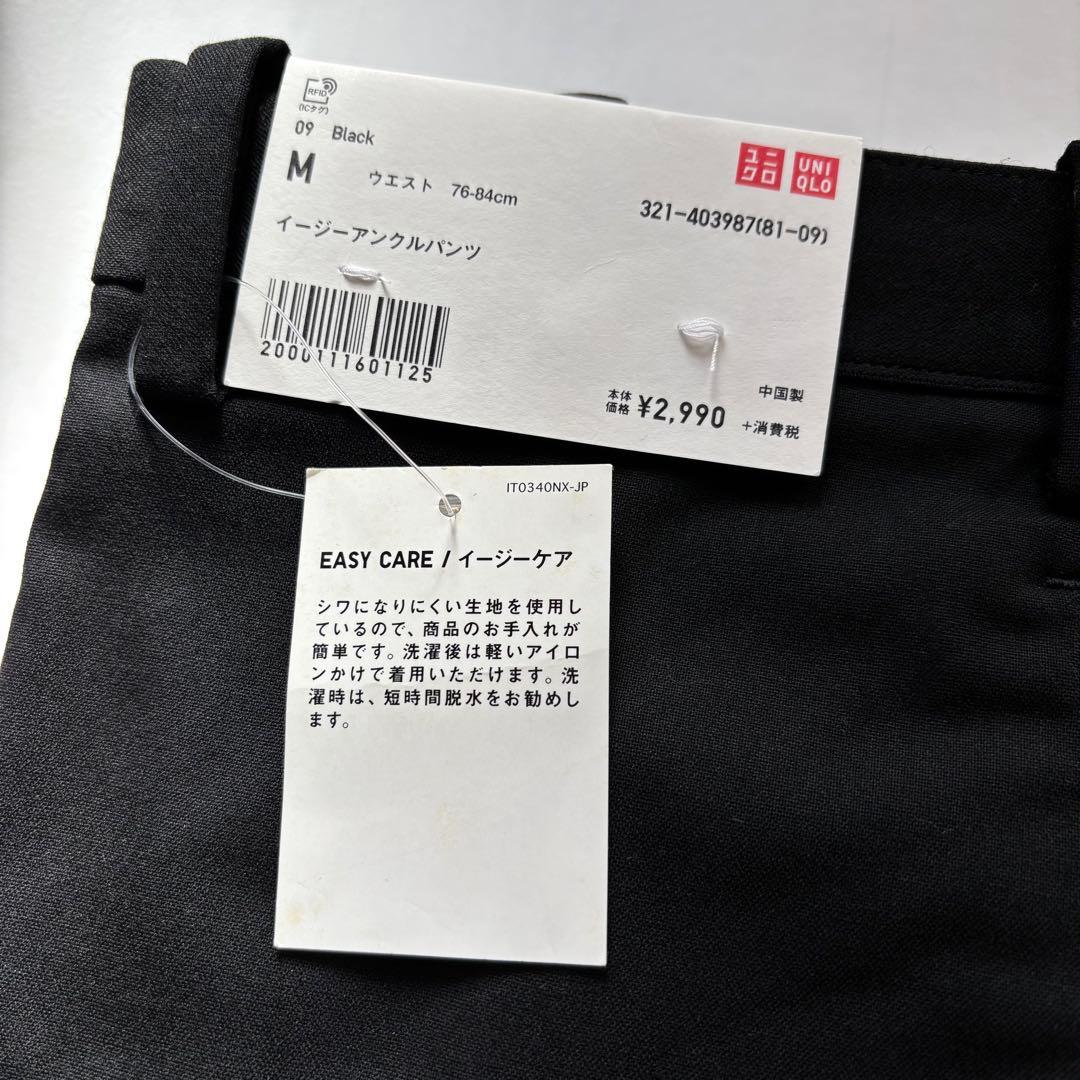 RFID
(ICタグ)
09 Black
M ウエスト 76-84cm
ユニ
クロ
UNI
QLO
321-403987(81-09)
イージーアンクルパンツ
2000111601125
中国製
本体
価格 ¥2,990 +消費税
IT0340NX-JP
EASY CARE / イージーケア
シワになりにくい生地を使用し
ているので、商品のお手入れが
簡単です。洗濯後は軽いアイロ
ンかけで着用いただけます。洗
濯時は、短時間脱水をお勧めし
ます。